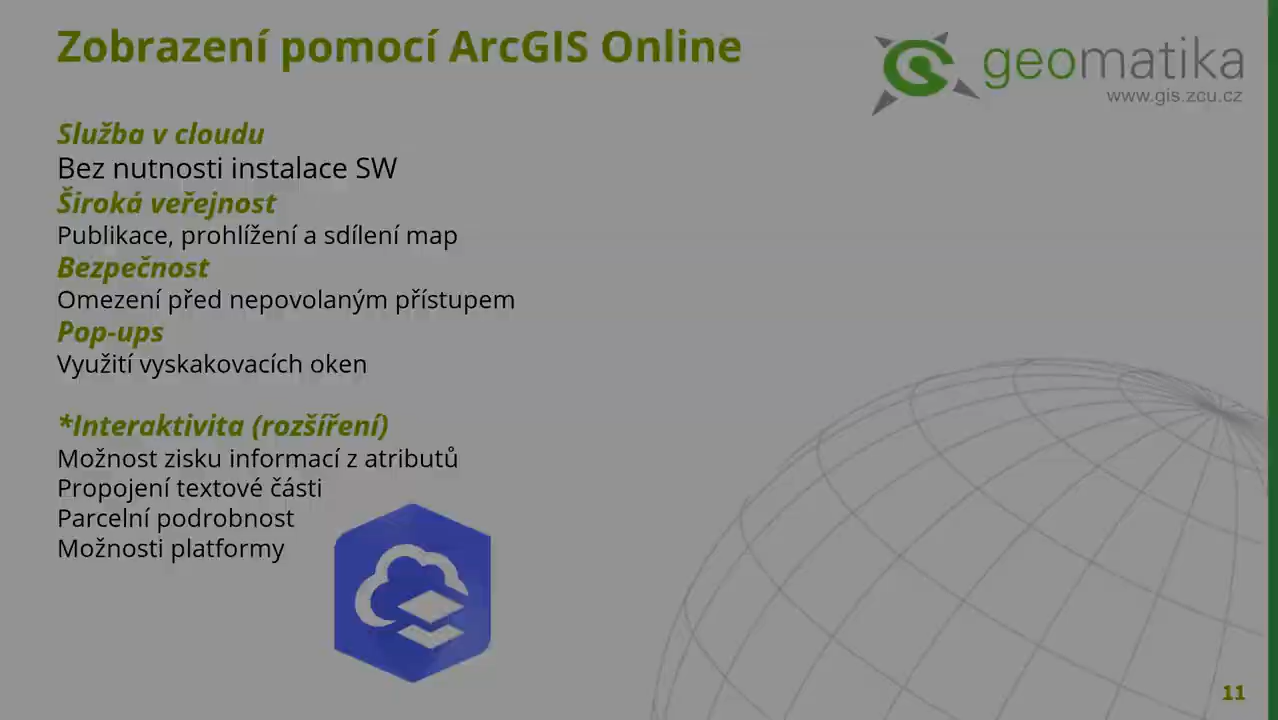 Zobrazení pomocí ArcGIS Online
geomatika
www.gis.zcu.cz
Služba v cloudu
Bez nutnosti instalace SW
Široká veřejnost
Publikace, prohlížení a sdílení map
Bezpečnost
Omezení před nepovolaným přístupem
Pop-ups
Využití vyskakovacích oken
*Interaktivita (rozšíření)
Možnost zisku informací z atributů
Propojení textové části
Parcelní podrobnost
Možnosti platformy
11